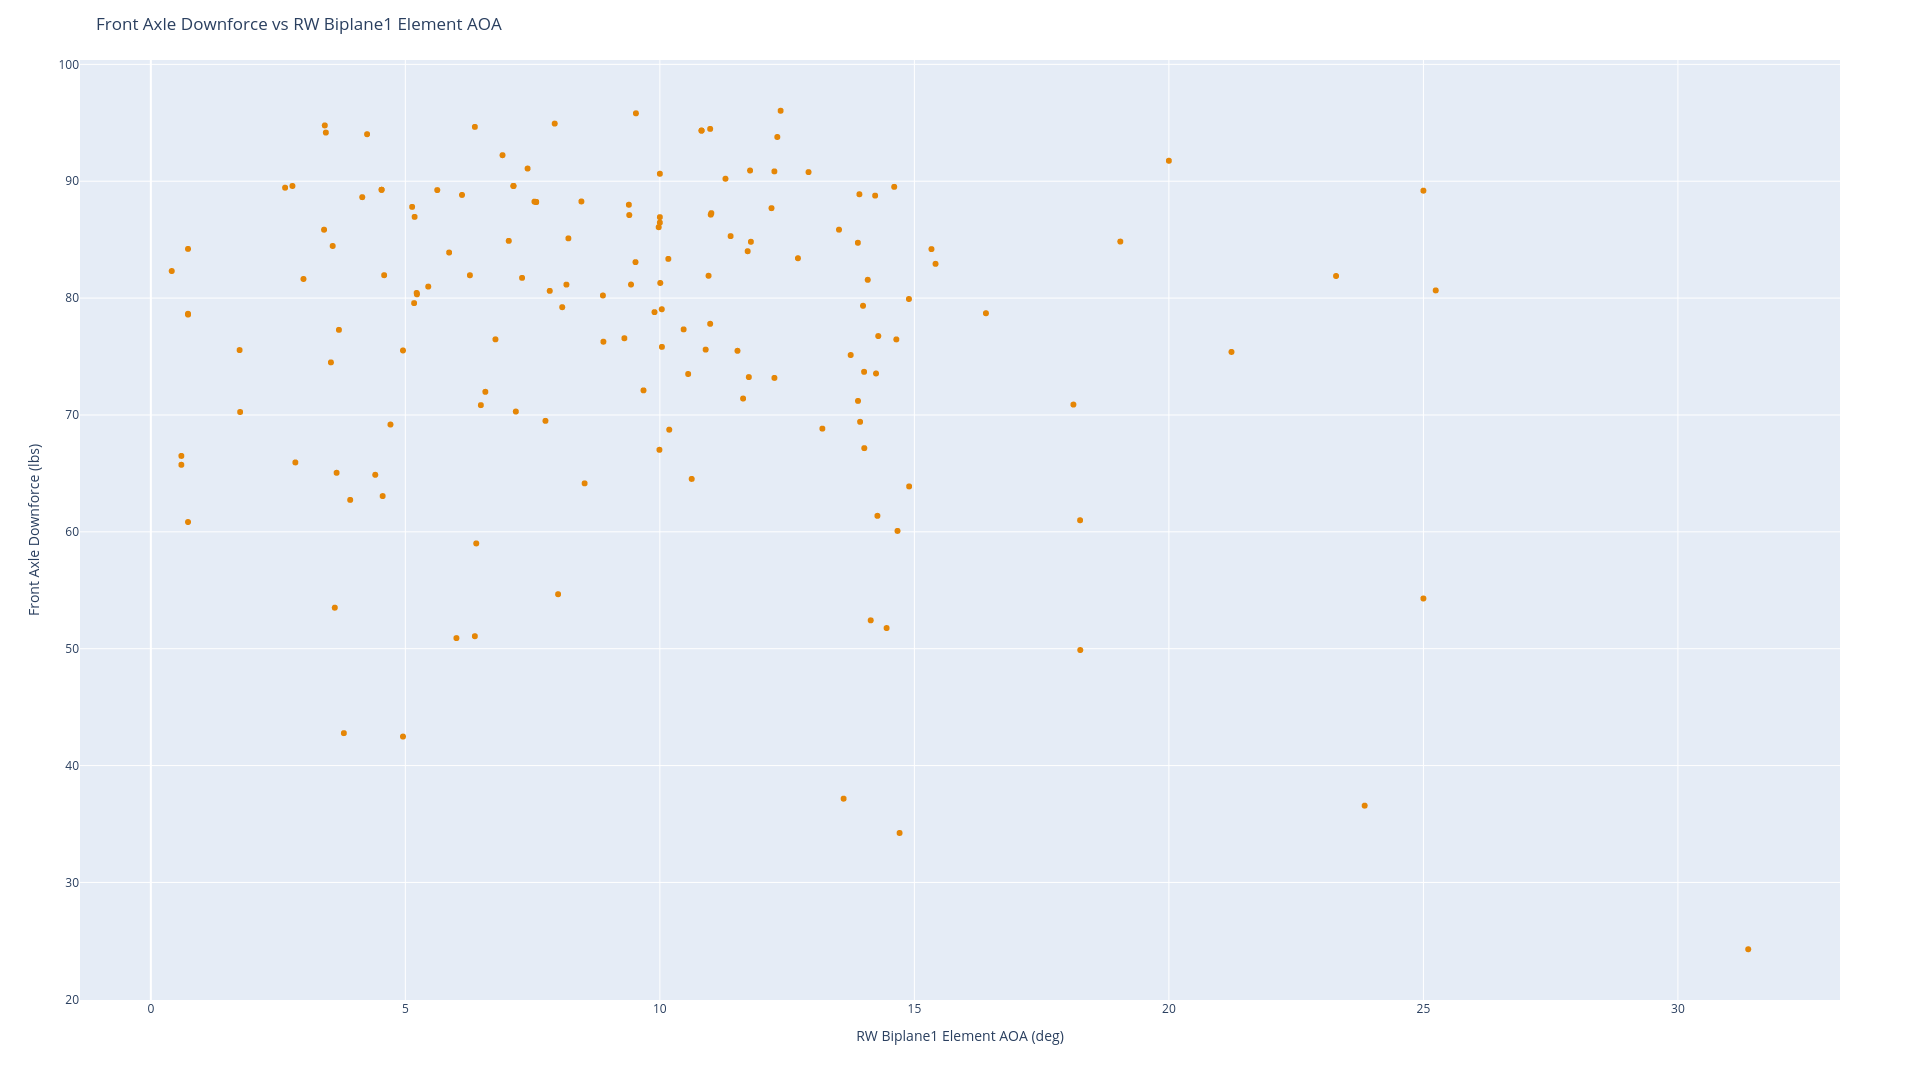 Front Axle Downforce vs RW Biplane1 Element AOA
100
90
80
70
60
50
40
30
20
Front Axle Downforce (lbs)
0 5 10 15 20 25 30
RW Biplane1 Element AOA (deg)